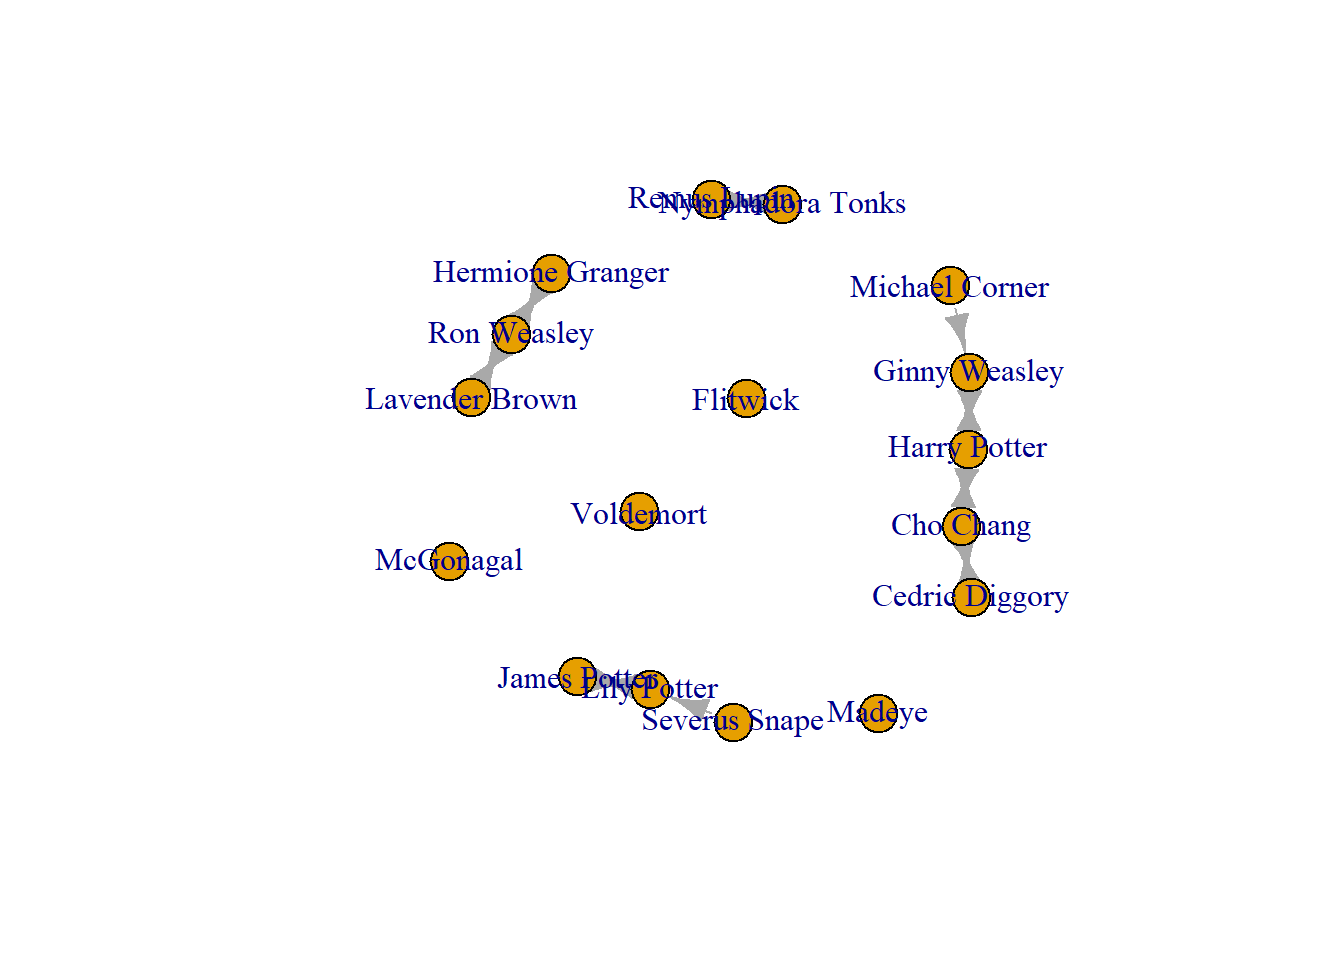 Remus Lupin
Nymphadora Tonks
Hermione Granger
Michael Corner
Ron Weasley
Ginny Weasley
Lavender Brown
Flitwick
Harry Potter
Voldemort
Cho Chang
McGonagal
Cedric Diggory
James Potter
Lily Potter
Severus Snape
Madeye